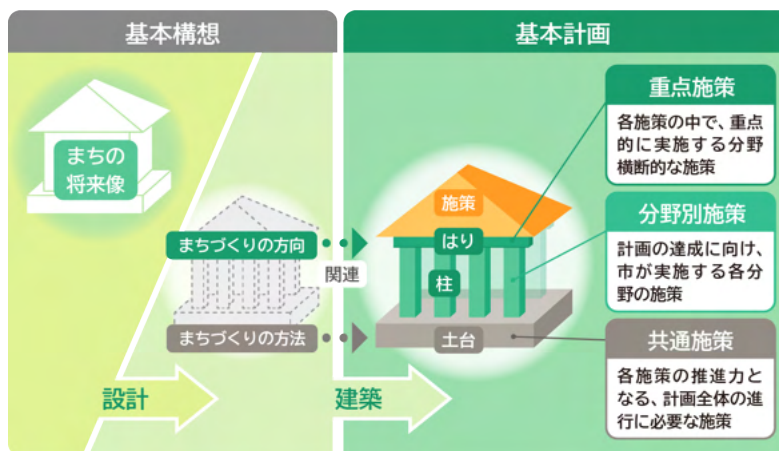 基本構想
基本計画
まちの
将来像
まちづくりの方向
関連
まちづくりの方法
設計
建築
施策
はり
柱
土台
重点施策
各施策の中で、重点
的に実施する分野
横断的な施策
分野別施策
計画の達成に向け、
市が実施する各分
野の施策
共通施策
各施策の推進力と
なる、計画全体の進
行に必要な施策